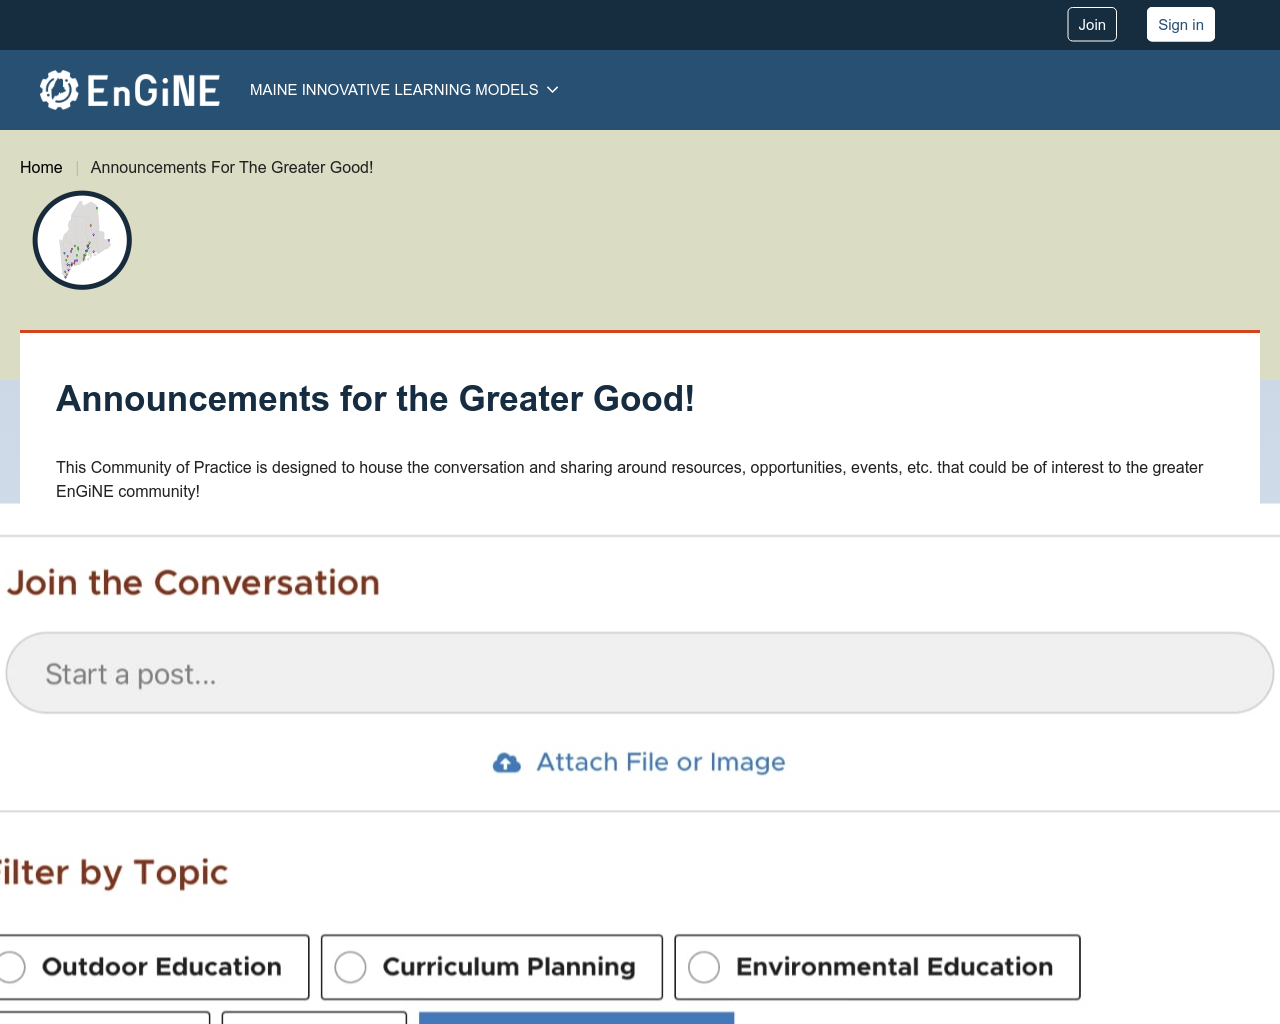 Join
Sign in
EnGiNE
MAINE INNOVATIVE LEARNING MODELS
Home
Announcements For The Greater Good!
Announcements for the Greater Good!
This Community of Practice is designed to house the conversation and sharing around resources, opportunities, events, etc. that could be of interest to the greater
EnGiNE community!
Join the Conversation
Start a post...
Attach File or Image
Filter by Topic
Outdoor Education
Curriculum Planning
Environmental Education